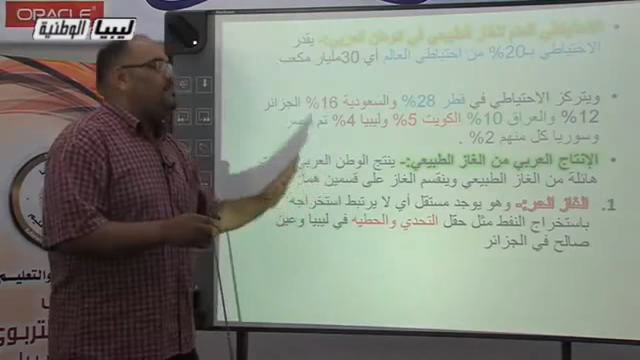 ORACLE
ليبيا الوطنية
الاحتياطي العام للغاز الطبيعي في الوطن العربي:- يقدر
الاحتياطي بـ20% من احتياطي العالم أي 30مليار مكعب
ويتركز الاحتياطي في قطر 28% والسعودية 16% الجزائر
12% والعراق 10% الكويت 5% وليبيا 4% ثم مصر
وسوريا كل منهم 2% .
الإنتاج العربي من الغاز الطبيعي:- ينتج الوطن العربي
هائلة من الغاز الطبيعي وينقسم الغاز على قسمين هما
1. الغاز الحر:- وهو يوجد مستقل أي لا يرتبط استخراجه
باستخراج النفط مثل حقل التحدي والحطيه في ليبيا وعين
صالح في الجزائر
والتعليم
التربوي